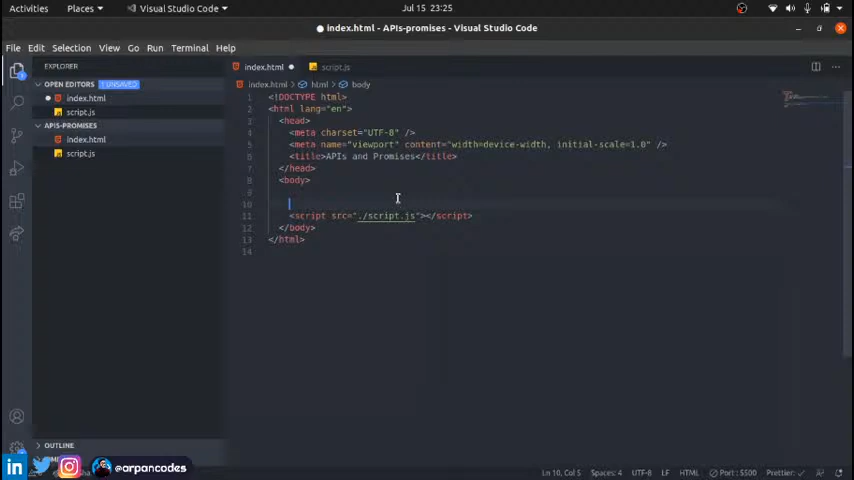 Activities
Places
Visual Studio Code
Jul 15 23:25
index.html - APIs-promises - Visual Studio Code
File Edit Selection View Go Run Terminal Help
EXPLORER
index.html
script.js
OPEN EDITORS 1 UNSAVED
index.html > html > body
index.html
script.js
APIS-PROMISES
index.html
script.js
1 <!DOCTYPE html>
2 <html lang="en">
3 <head>
4 <meta charset="UTF-8" />
5 <meta name="viewport" content="width=device-width, initial-scale=1.0" />
6 <title>APIs and Promises</title>
7 </head>
8 <body>
9
10
11 <script src="./script.js"></script>
12 </body>
13 </html>
14
OUTLINE
in @arpancodes
Ln 10, Col 5 Spaces: 4 UTF-8 LF HTML Port : 5500 Prettier: ✓